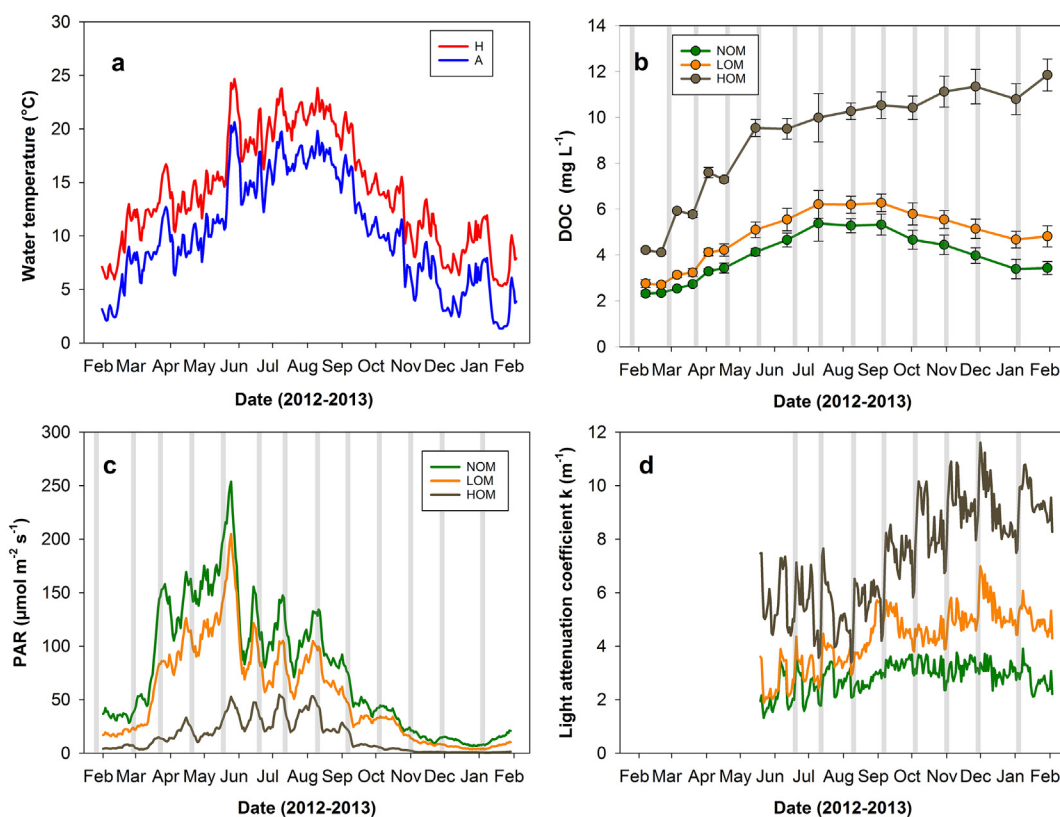 a
H
A
30
25
20
15
10
5
0
Water temperature (°C)
Feb Mar Apr May Jun Jul Aug Sep Oct Nov Dec Jan Feb
Date (2012-2013)
b
NOM
LOM
HOM
14
12
10
8
6
4
2
0
DOC (mg L-1)
Feb Mar Apr May Jun Jul Aug Sep Oct Nov Dec Jan Feb
Date (2012-2013)
c
NOM
LOM
HOM
300
250
200
150
100
50
0
PAR (µmol m-2 s-1)
Feb Mar Apr May Jun Jul Aug Sep Oct Nov Dec Jan Feb
Date (2012-2013)
d
12
10
8
6
4
2
0
Light attenuation coefficient k (m-1)
Feb Mar Apr May Jun Jul Aug Sep Oct Nov Dec Jan Feb
Date (2012-2013)